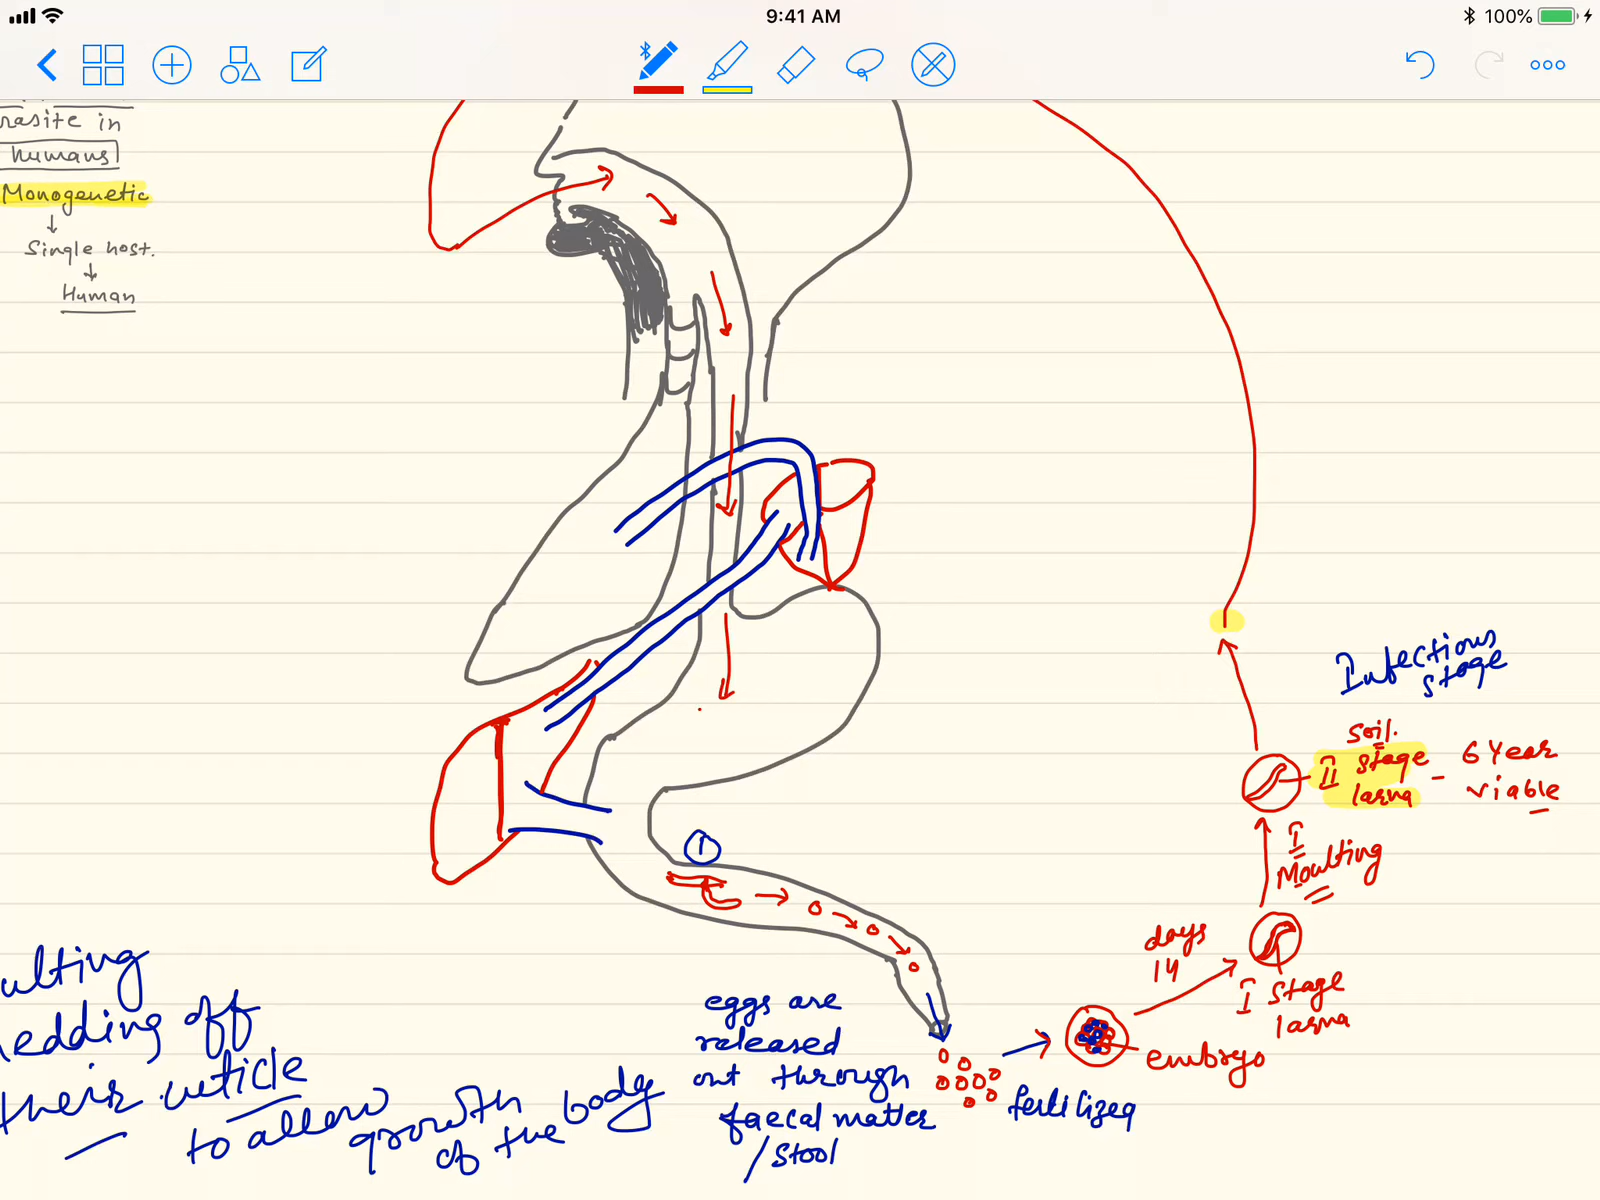 9:41 AM
100%
rasite in
humans
Monogenetic
Single host.
Human
Infectious
stage
soil.
II stage
larva
- 6 Year
viable
I
Moulting
days
14
I stage
larva
embryo
fertilized
1
eggs are
released
out through
faecal matter
/stool
ulting
hedding off
their cuticle
to allow growth of the body